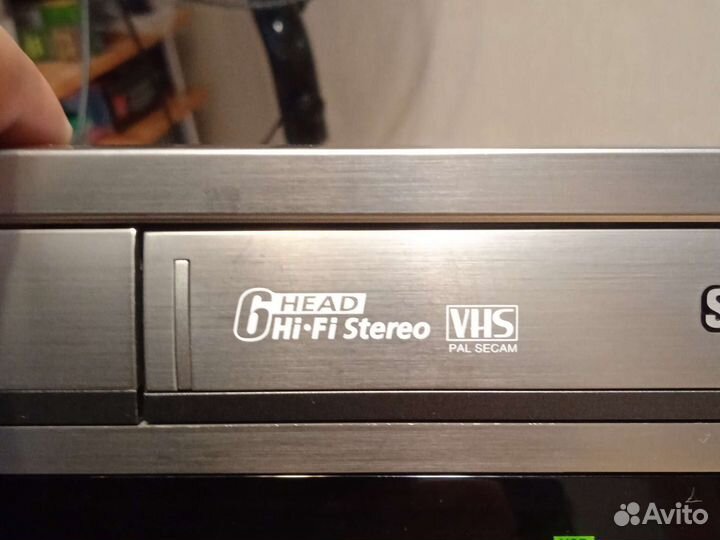 6 HEAD
Hi-Fi Stereo
VHS
PAL SECAM
S
Avito